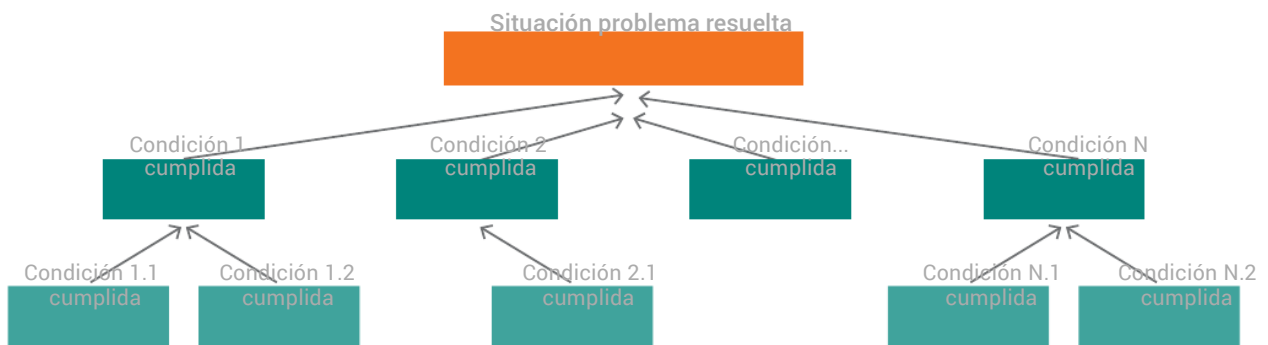 Situación problema resuelta
Condición 1
cumplida
Condición 2
cumplida
Condición...
cumplida
Condición N
cumplida
Condición 1.1
cumplida
Condición 1.2
cumplida
Condición 2.1
cumplida
Condición N.1
cumplida
Condición N.2
cumplida